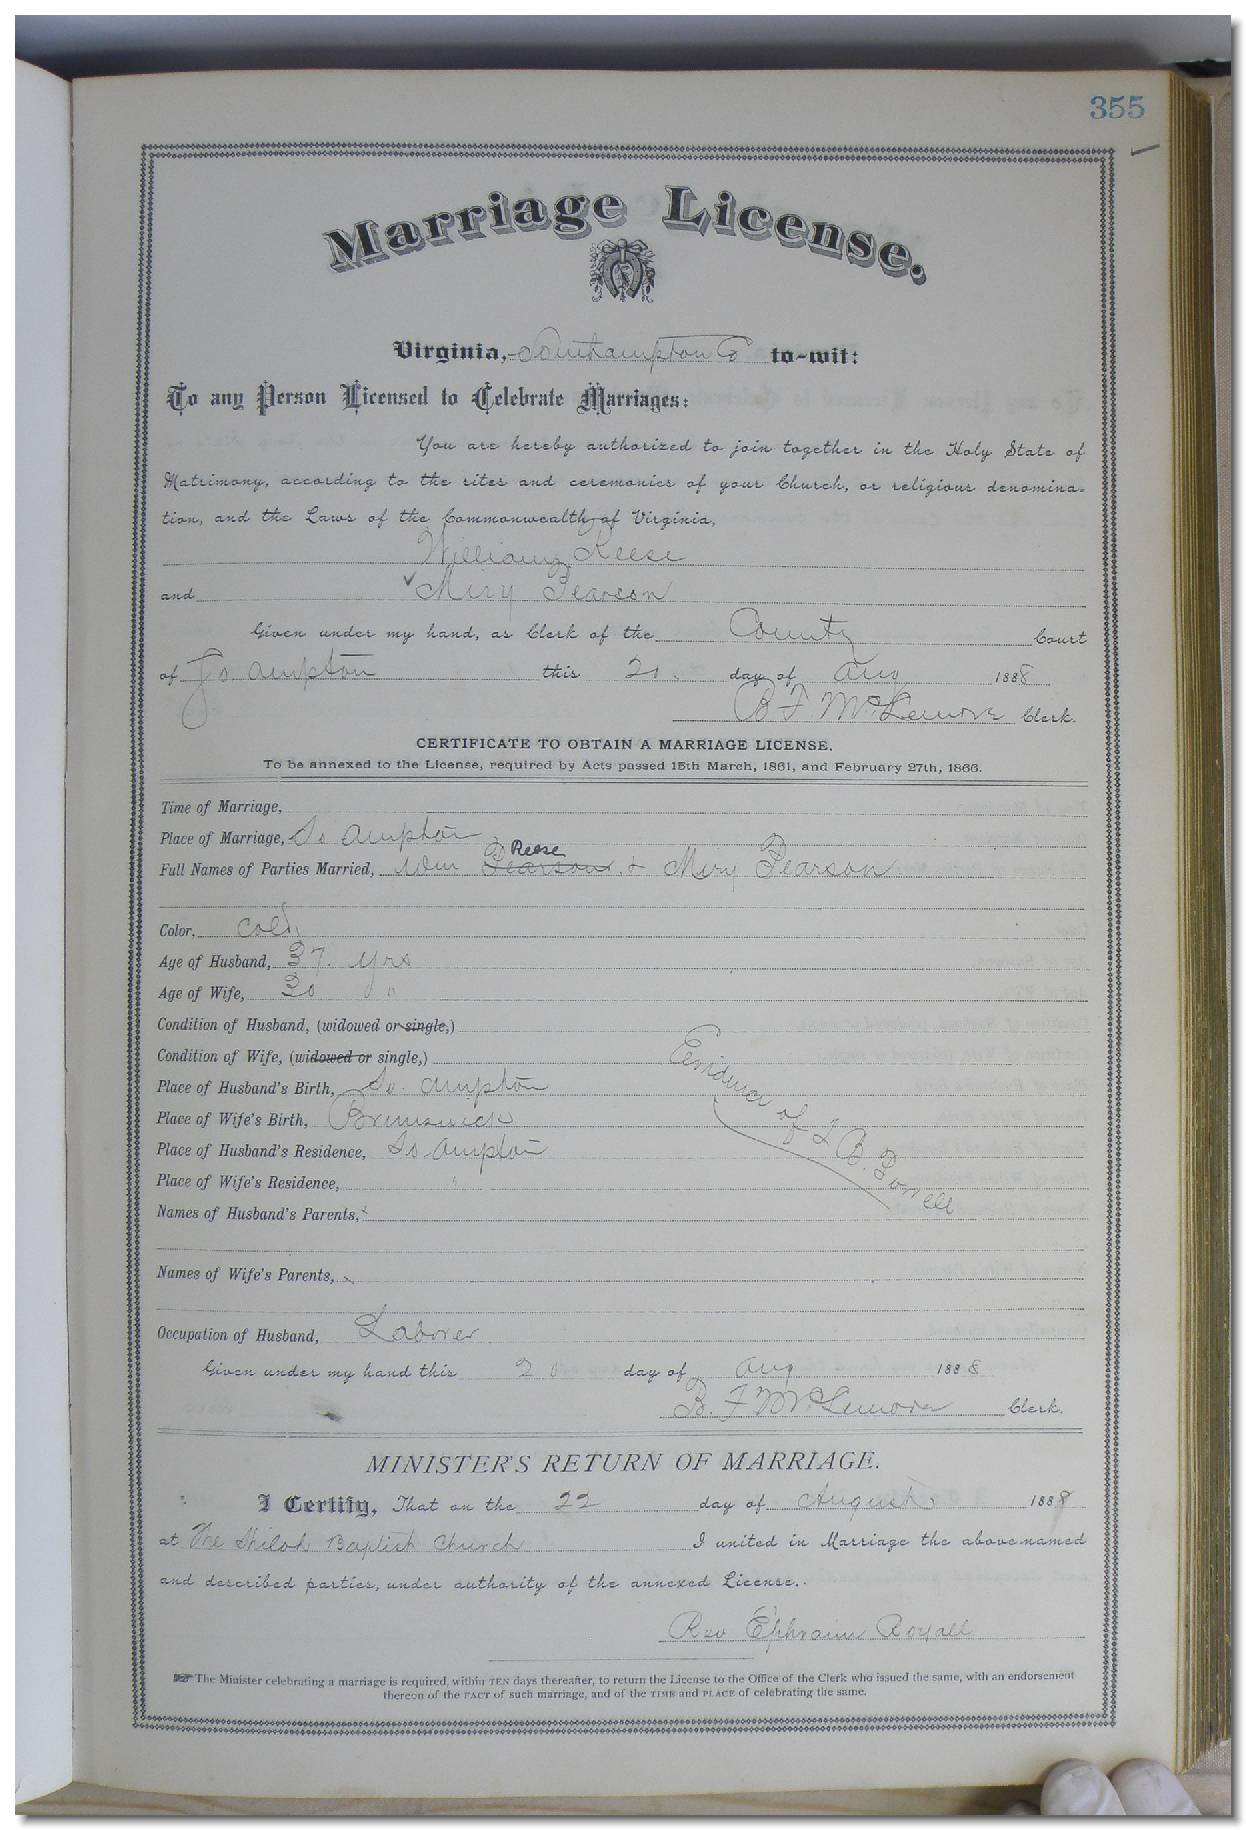 355
Marriage License.
Virginia, Southampton Co to-wit:
To any Person Licensed to Celebrate Marriages:
You are hereby authorized to join together in the Holy State of
Matrimony, according to the rites and ceremonies of your Church, or religious denomina-
tion, and the Laws of the Commonwealth of Virginia,
William Reese
and Mary Pearson
Given under my hand, as Clerk of the County Court
of So ampton this 20 day of Aug 1888
B F McLemore Clerk.
CERTIFICATE TO OBTAIN A MARRIAGE LICENSE.
To be annexed to the License, required by Acts passed 15th March, 1861, and February 27th, 1866.
Time of Marriage,
Place of Marriage, So ampton
Reese
Full Names of Parties Married, Wm Pearson & Mary Pearson
Color, Cold.
Age of Husband, 37. yrs
Age of Wife, 30 "
Condition of Husband, (widowed or single,)
Condition of Wife, (widowed or single,)
Place of Husband's Birth, So. ampton
Place of Wife's Birth, Brunswick
Place of Husband's Residence, So ampton
Place of Wife's Residence, "
Evidence of B. Powell
Names of Husband's Parents,
Names of Wife's Parents,
Occupation of Husband, Laborer
Given under my hand this 20 day of Aug 1888
B. F McLemore Clerk.
MINISTER'S RETURN OF MARRIAGE.
I Certify, That on the 22 day of August 1888
at The Shiloh Baptist Church I united in Marriage the above-named
and described parties, under authority of the annexed License.
Rev Ephraim Royall
The Minister celebrating a marriage is required, within TEN days thereafter, to return the License to the Office of the Clerk who issued the same, with an endorsement
thereon of the FACT of such marriage, and of the TIME and PLACE of celebrating the same.